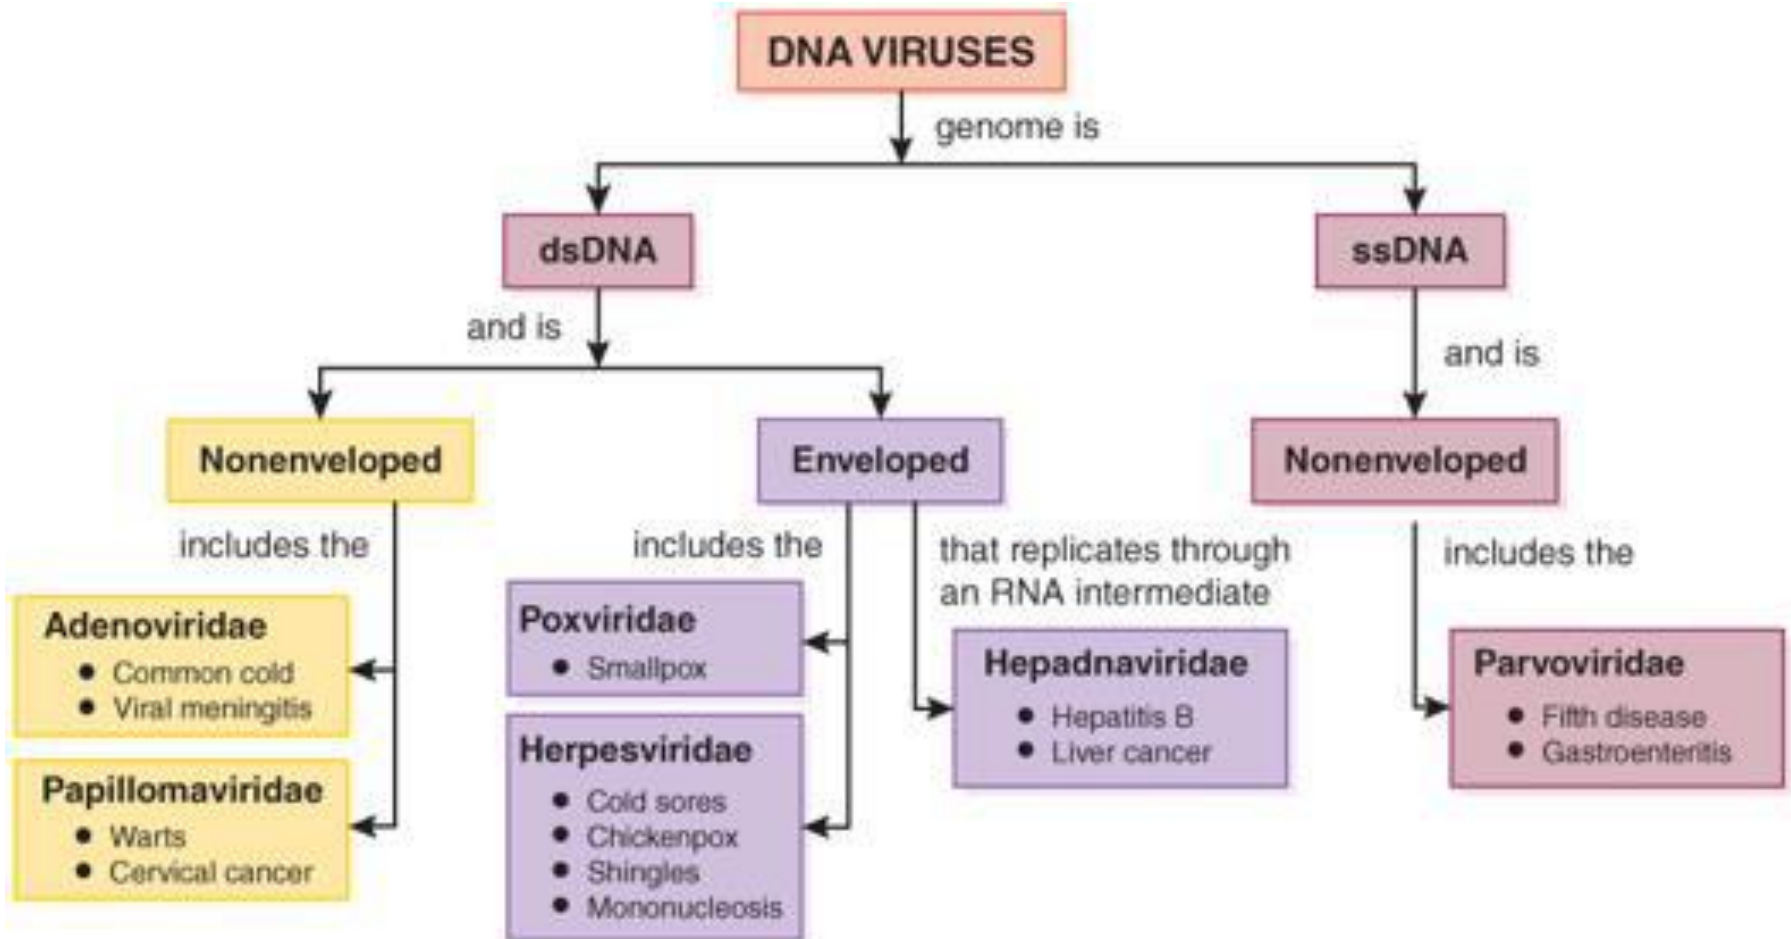 DNA VIRUSES
genome is
dsDNA
ssDNA
and is
and is
Nonenveloped
Enveloped
Nonenveloped
includes the
includes the
that replicates through
an RNA intermediate
includes the
Adenoviridae
● Common cold
● Viral meningitis
Papillomaviridae
● Warts
● Cervical cancer
Poxviridae
● Smallpox
Herpesviridae
● Cold sores
● Chickenpox
● Shingles
● Mononucleosis
Hepadnaviridae
● Hepatitis B
● Liver cancer
Parvoviridae
● Fifth disease
● Gastroenteritis